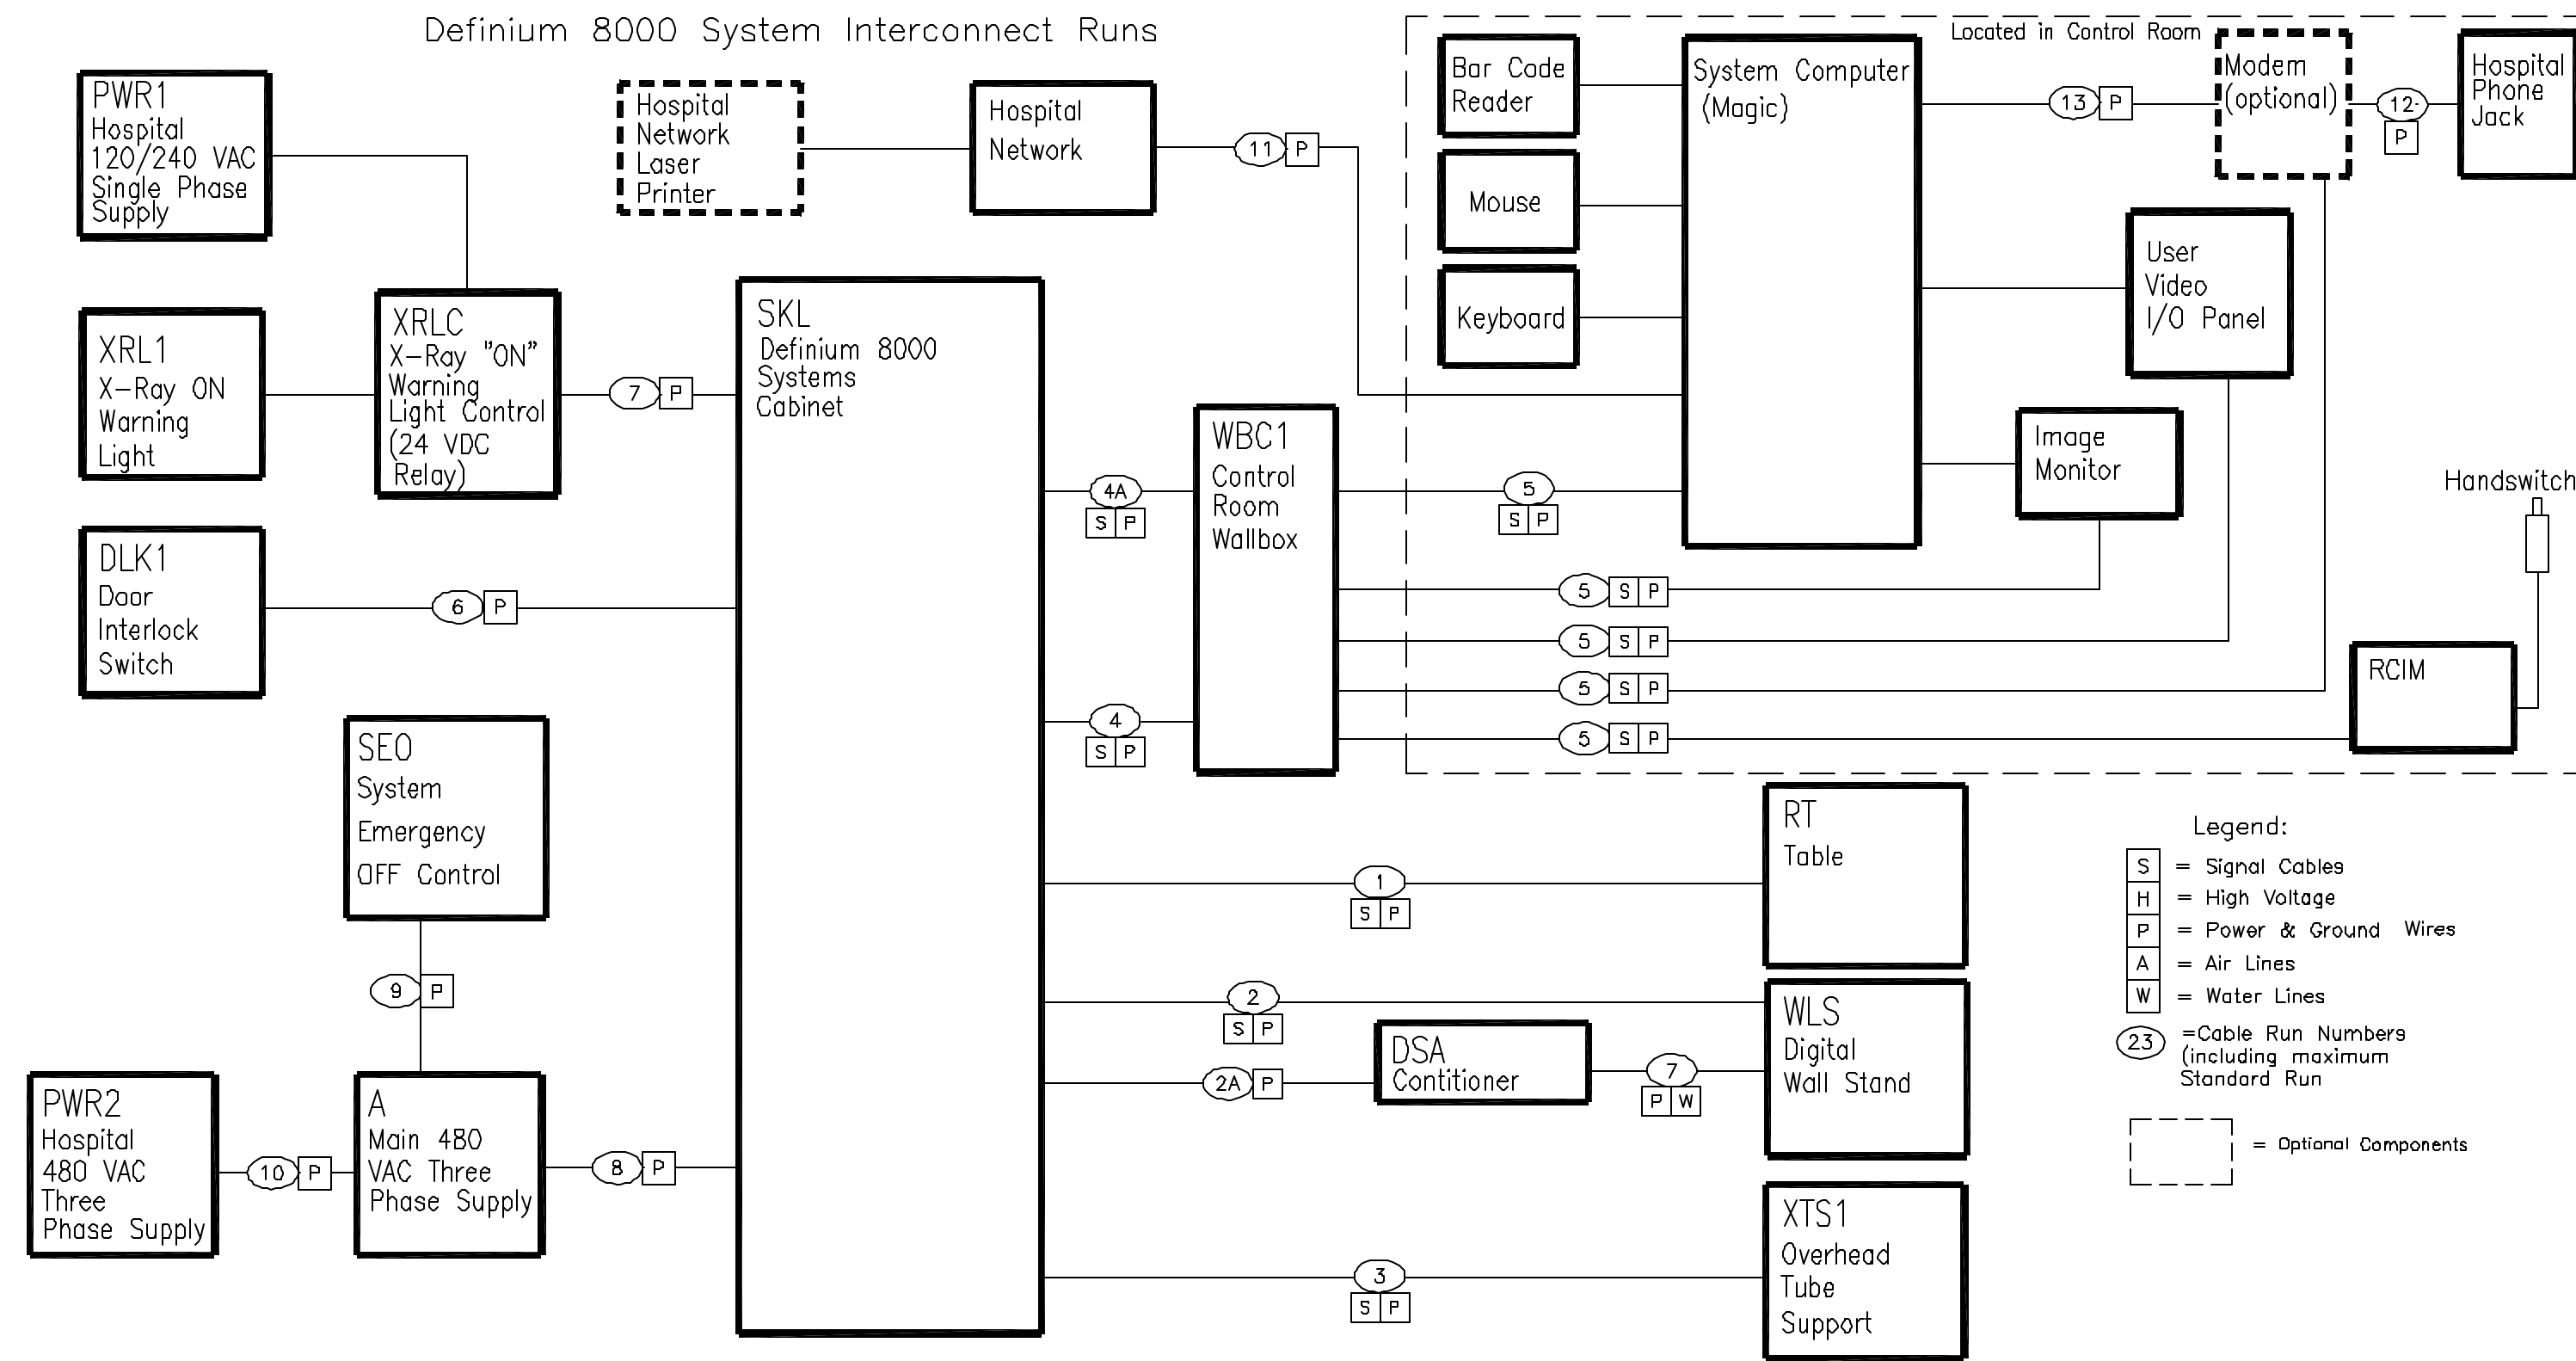 Definium 8000 System Interconnect Runs
PWR1
Hospital
120/240 VAC
Single Phase
Supply
Hospital
Network
Laser
Printer
Hospital
Network
11
P
Located in Control Room
Bar Code
Reader
Mouse
Keyboard
System Computer
(Magic)
13
P
Modem
(optional)
12
P
Hospital
Phone
Jack
User
Video
I/O Panel
Image
Monitor
Handswitch
RCIM
XRL1
X-Ray ON
Warning
Light
XRLC
X-Ray "ON"
Warning
Light Control
(24 VDC
Relay)
7
P
SKL
Definium 8000
Systems
Cabinet
DLK1
Door
Interlock
Switch
6
P
4A
S P
4
S P
WBC1
Control
Room
Wallbox
5
S P
5 S P
5 S P
5 S P
5 S P
SEO
System
Emergency
OFF Control
9
P
PWR2
Hospital
480 VAC
Three
Phase Supply
10
P
A
Main 480
VAC Three
Phase Supply
8
P
1
S P
RT
Table
2
S P
2A
P
DSA
Contitioner
7
P W
WLS
Digital
Wall Stand
3
S P
XTS1
Overhead
Tube
Support
Legend:
S = Signal Cables
H = High Voltage
P = Power & Ground Wires
A = Air Lines
W = Water Lines
23 =Cable Run Numbers
(including maximum
Standard Run
= Optional Components